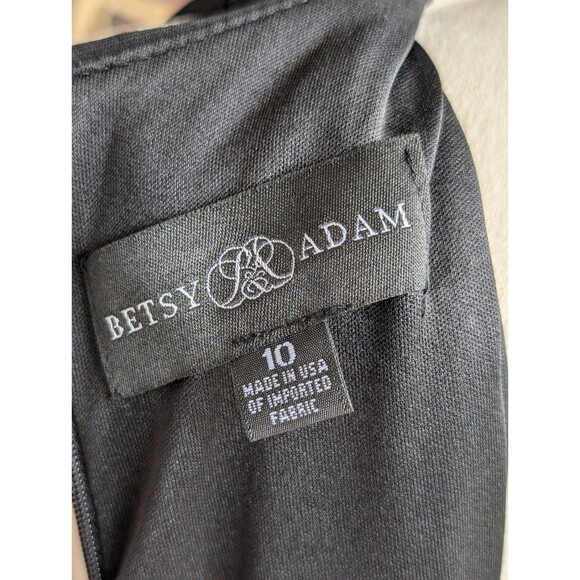 BETSY B&A ADAM
10
MADE IN USA
OF IMPORTED
FABRIC